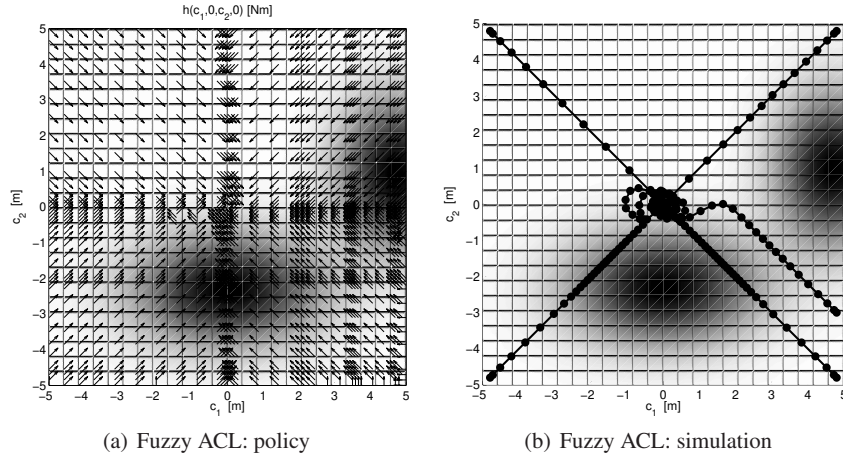 h(c₁,0,c₂,0) [Nm]
5
4
3
2
1
0
−1
−2
−3
−4
−5
c₂ [m]
−5 −4 −3 −2 −1 0 1 2 3 4 5
c₁ [m]
(a) Fuzzy ACL: policy
5
4
3
2
1
0
−1
−2
−3
−4
−5
c₂ [m]
−5 −4 −3 −2 −1 0 1 2 3 4 5
c₁ [m]
(b) Fuzzy ACL: simulation